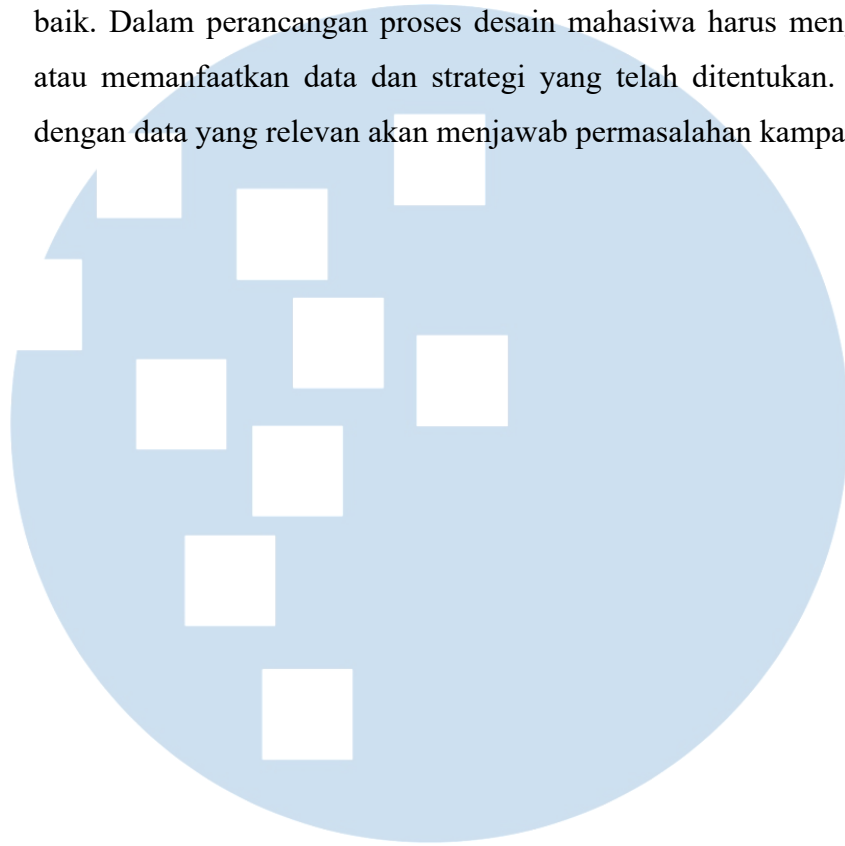 baik. Dalam perancangan proses desain mahasiwa harus men
atau memanfaatkan data dan strategi yang telah ditentukan.
dengan data yang relevan akan menjawab permasalahan kampa